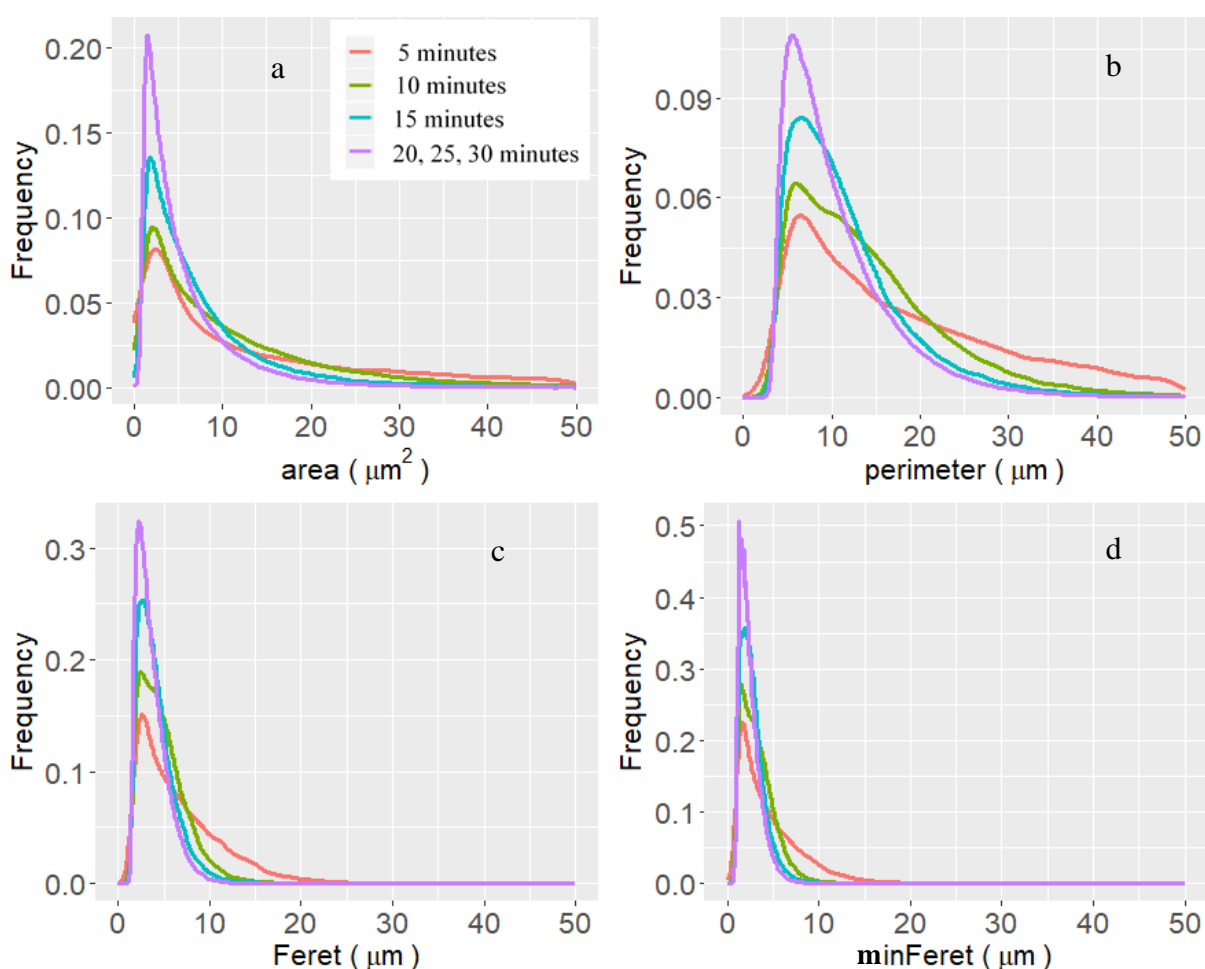 a
5 minutes
10 minutes
15 minutes
20, 25, 30 minutes
Frequency
0.20
0.15
0.10
0.05
0.00
0 10 20 30 40 50
area ( μm² )
b
Frequency
0.09
0.06
0.03
0.00
0 10 20 30 40 50
perimeter ( μm )
c
Frequency
0.3
0.2
0.1
0.0
0 10 20 30 40 50
Feret ( μm )
d
Frequency
0.5
0.4
0.3
0.2
0.1
0.0
0 10 20 30 40 50
minFeret ( μm )